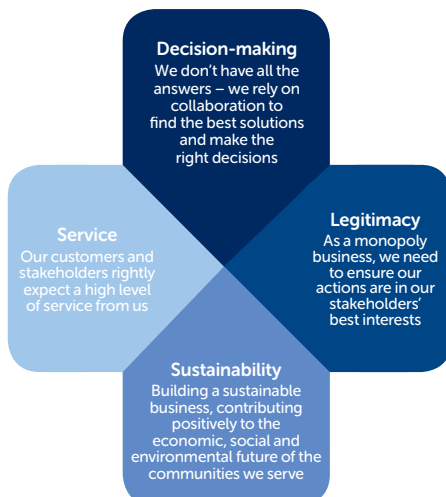 Decision-making
We don't have all the
answers – we rely on
collaboration to
find the best solutions
and make the
right decisions
Service
Our customers and
stakeholders rightly
expect a high level
of service from us
Legitimacy
As a monopoly
business, we need
to ensure our
actions are in our
stakeholders'
best interests
Sustainability
Building a sustainable
business, contributing
positively to the
economic, social and
environmental future of the
communities we serve